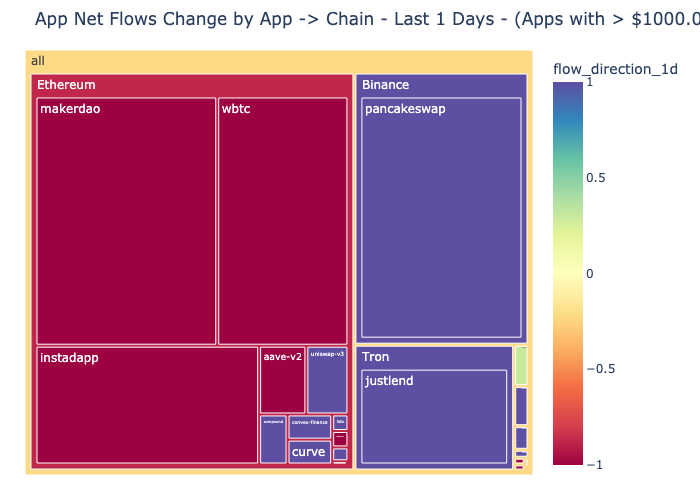 App Net Flows Change by App -> Chain - Last 1 Days - (Apps with > $1000.0
all
flow_direction_1d
Ethereum
Binance
1
makerdao
wbtc
pancakeswap
0.5
0
instadapp
aave-v2
uniswap-v3
Tron
−0.5
justlend
compound
convex-finance
lido
curve
−1